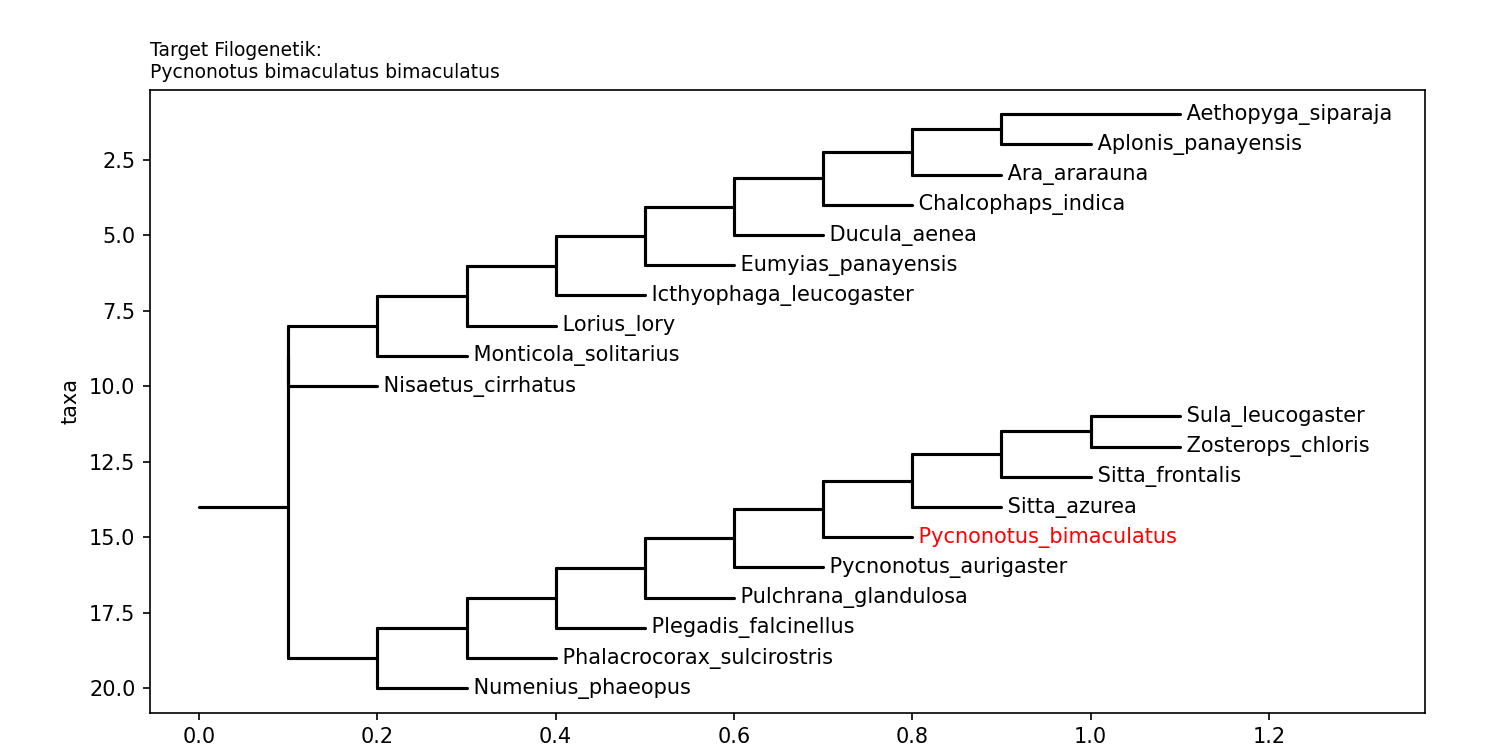 Target Filogenetik:
Pycnonotus bimaculatus bimaculatus
Aethopyga_siparaja
Aplonis_panayensis
2.5
Ara_ararauna
Chalcophaps_indica
5.0
Ducula_aenea
Eumyias_panayensis
Icthyophaga_leucogaster
7.5
Lorius_lory
Monticola_solitarius
10.0
Nisaetus_cirrhatus
taxa
Sula_leucogaster
Zosterops_chloris
12.5
Sitta_frontalis
Sitta_azurea
15.0
Pycnonotus_bimaculatus
Pycnonotus_aurigaster
Pulchrana_glandulosa
17.5
Plegadis_falcinellus
Phalacrocorax_sulcirostris
20.0
Numenius_phaeopus
0.0 0.2 0.4 0.6 0.8 1.0 1.2